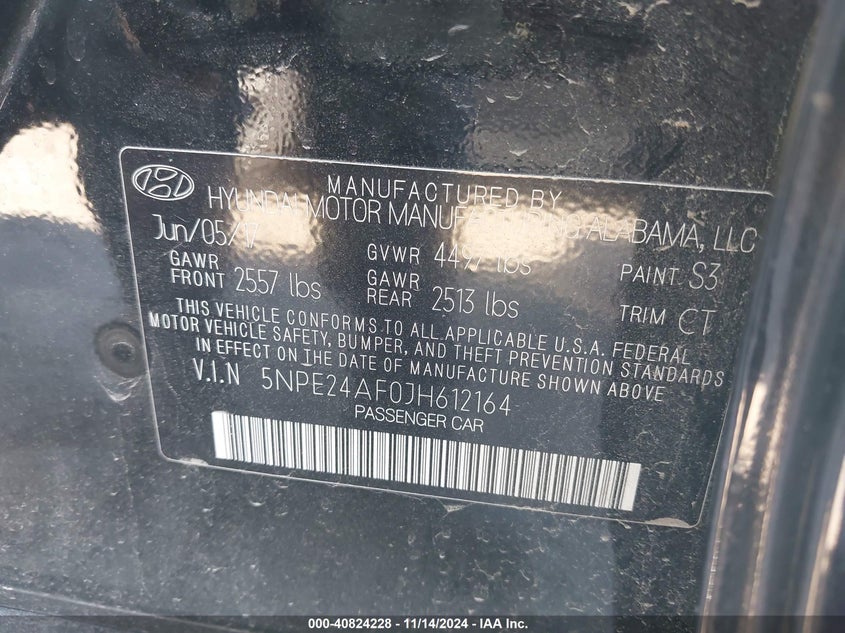 MANUFACTURED BY
HYUNDAI MOTOR MANUFACTURING ALABAMA, LLC
Jun/05/17
GVWR 4497 lbs
PAINT S3
GAWR FRONT 2557 lbs
GAWR REAR 2513 lbs
TRIM CT
THIS VEHICLE CONFORMS TO ALL APPLICABLE U.S.A. FEDERAL
MOTOR VEHICLE SAFETY, BUMPER, AND THEFT PREVENTION STANDARDS
IN EFFECT ON THE DATE OF MANUFACTURE SHOWN ABOVE
V.I.N 5NPE24AF0JH612164
PASSENGER CAR
000-40824228 - 11/14/2024 - IAA Inc.